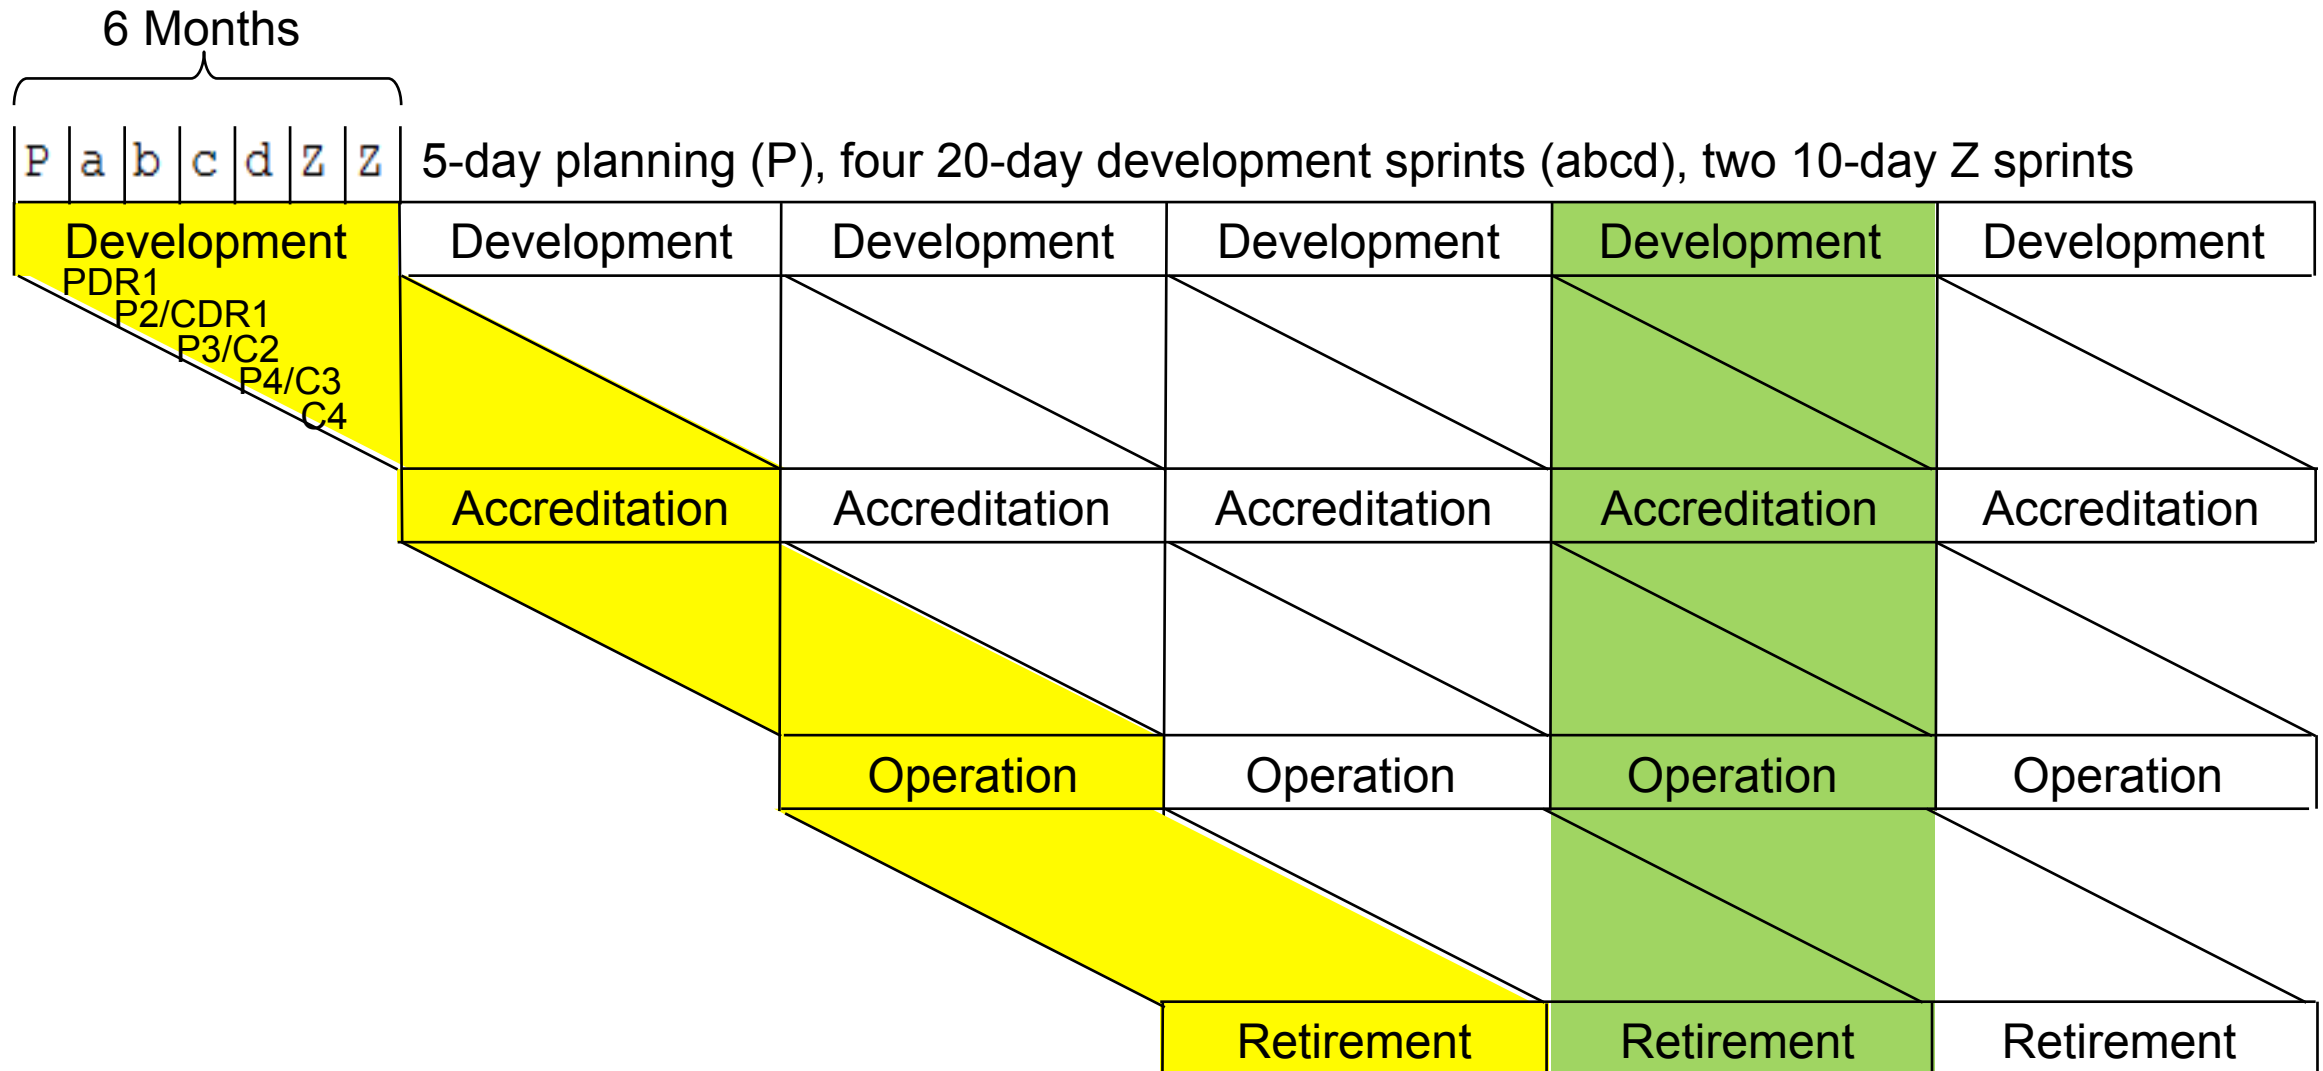 6 Months
P a b c d Z Z 5-day planning (P), four 20-day development sprints (abcd), two 10-day Z sprints
Development Development Development Development Development Development
PDR1
P2/CDR1
P3/C2
P4/C3
C4
Accreditation Accreditation Accreditation Accreditation Accreditation
Operation Operation Operation Operation
Retirement Retirement Retirement